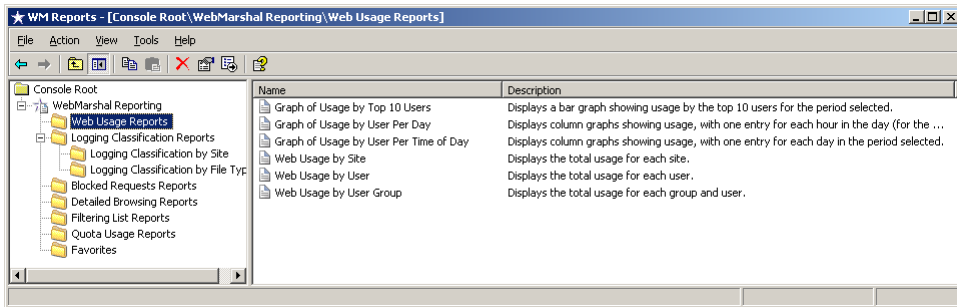 WM Reports - [Console Root\WebMarshal Reporting\Web Usage Reports]
File Action View Tools Help
Console Root
WebMarshal Reporting
Web Usage Reports
Logging Classification Reports
Logging Classification by Site
Logging Classification by File Typ
Blocked Requests Reports
Detailed Browsing Reports
Filtering List Reports
Quota Usage Reports
Favorites
Name Description
Graph of Usage by Top 10 Users Displays a bar graph showing usage by the top 10 users for the period selected.
Graph of Usage by User Per Day Displays column graphs showing usage, with one entry for each hour in the day (for the ...
Graph of Usage by User Per Time of Day Displays column graphs showing usage, with one entry for each day in the period selected.
Web Usage by Site Displays the total usage for each site.
Web Usage by User Displays the total usage for each user.
Web Usage by User Group Displays the total usage for each group and user.